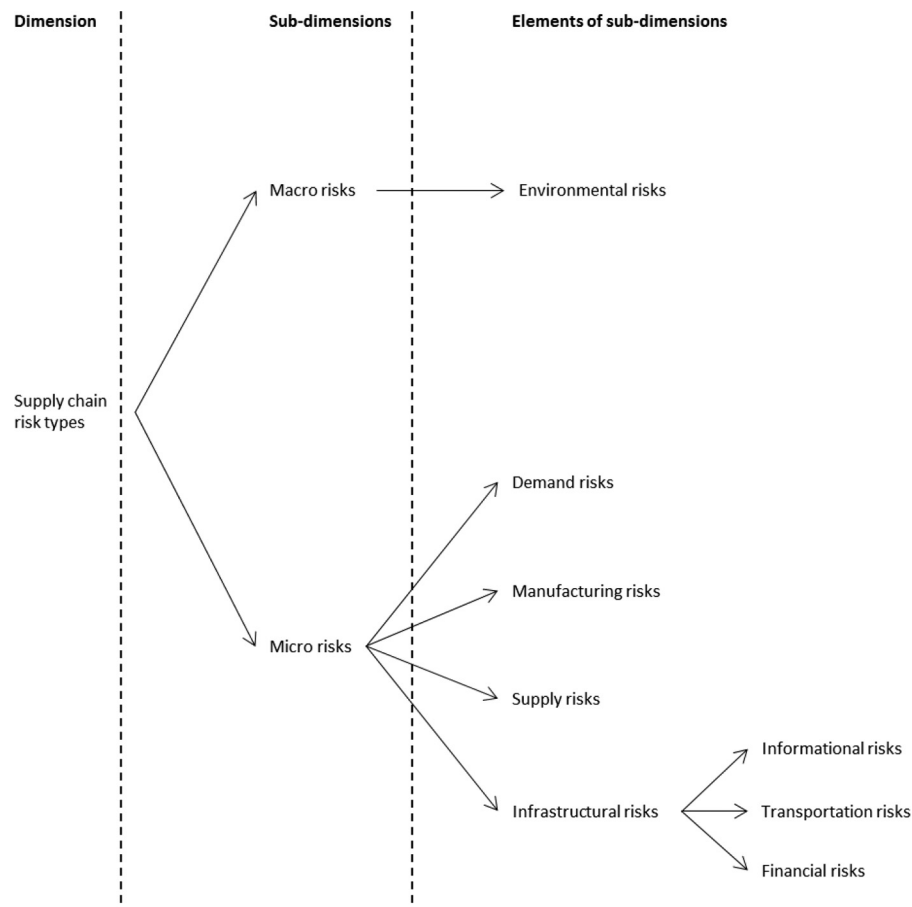 Dimension
Sub-dimensions
Elements of sub-dimensions
Macro risks
Environmental risks
Supply chain
risk types
Demand risks
Manufacturing risks
Micro risks
Supply risks
Informational risks
Infrastructural risks
Transportation risks
Financial risks